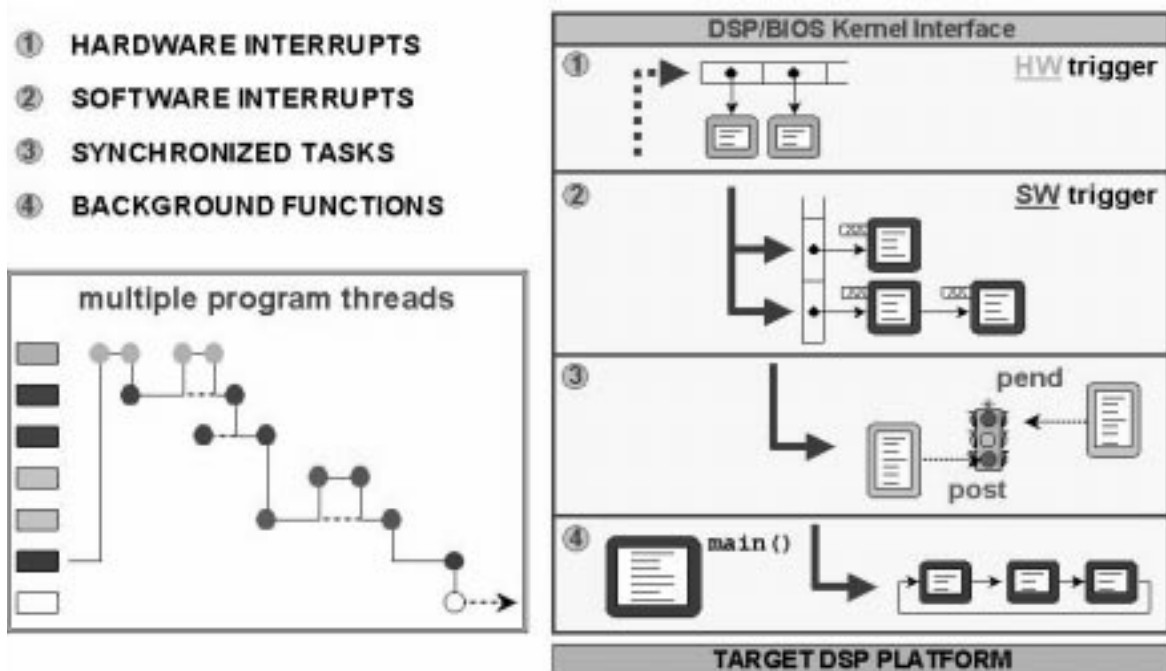 ① HARDWARE INTERRUPTS
② SOFTWARE INTERRUPTS
③ SYNCHRONIZED TASKS
④ BACKGROUND FUNCTIONS
multiple program threads
DSP/BIOS Kernel Interface
① HW trigger
② SW trigger
③ pend
post
④ main()
TARGET DSP PLATFORM